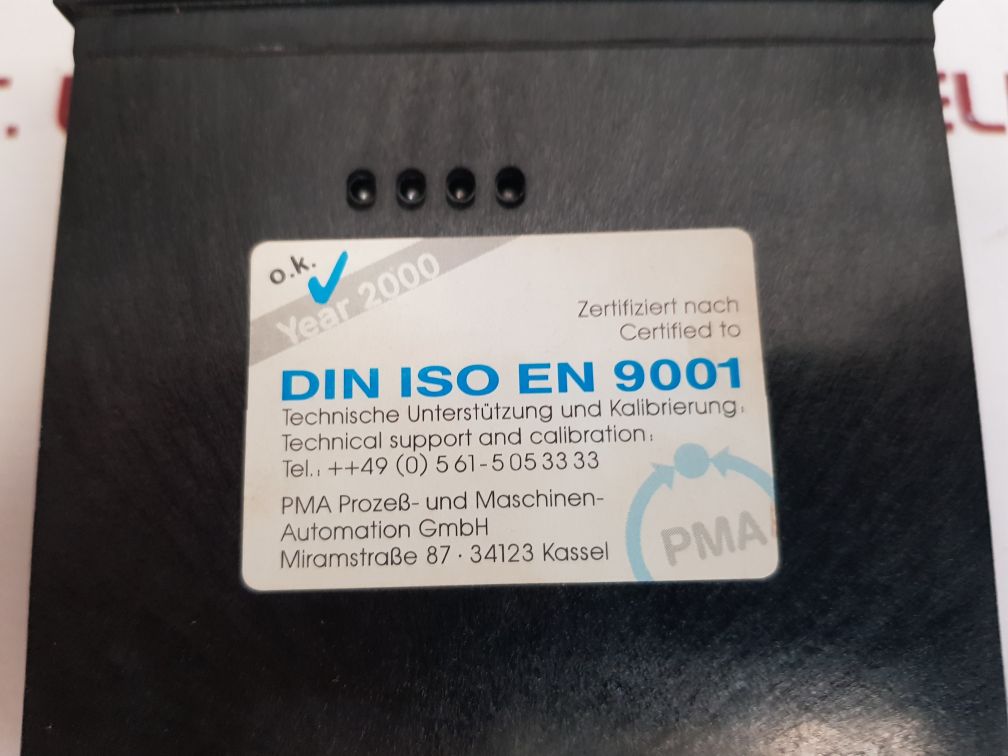 o.k.
Year 2000
Zertifiziert nach
Certified to
DIN ISO EN 9001
Technische Unterstützung und Kalibrierung:
Technical support and calibration:
Tel.: ++49 (0) 5 61-5 05 33 33
PMA Prozeß- und Maschinen-
Automation GmbH
Miramstraße 87 · 34123 Kassel
PMA